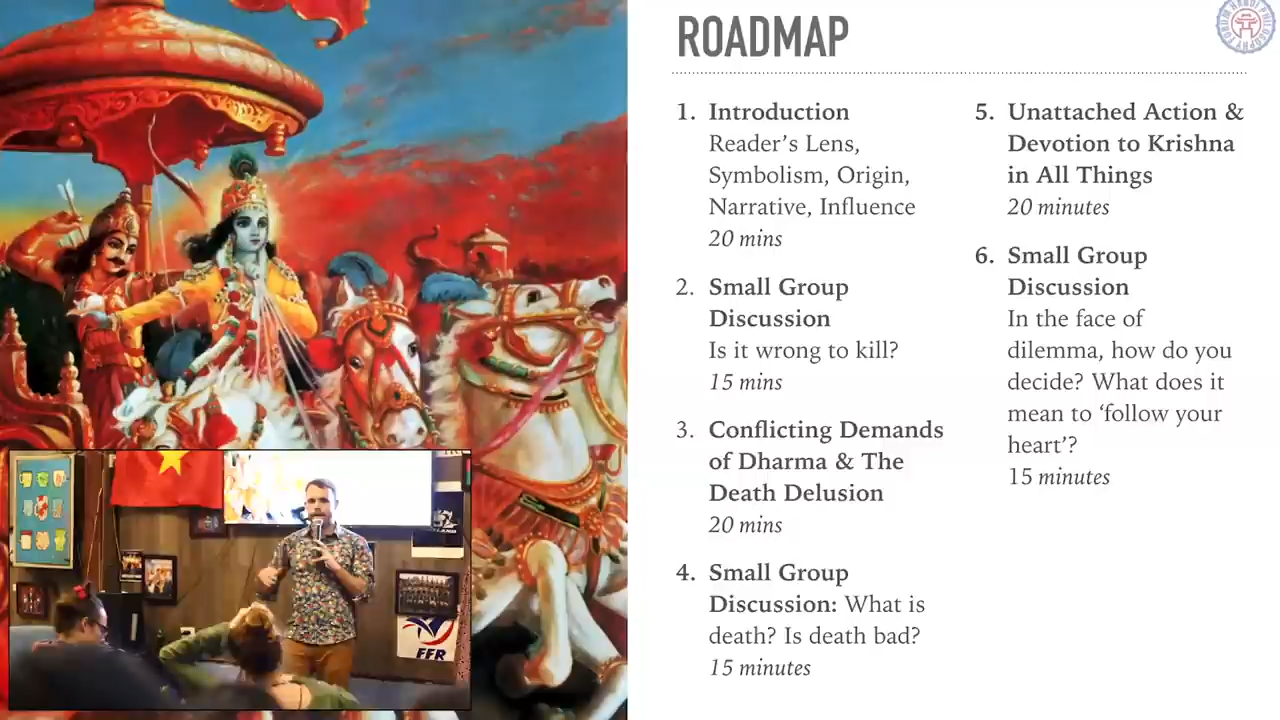 ROADMAP
HANOI PHILOSOPHY FORUM
1. Introduction
Reader's Lens,
Symbolism, Origin,
Narrative, Influence
20 mins
2. Small Group
Discussion
Is it wrong to kill?
15 mins
3. Conflicting Demands
of Dharma & The
Death Delusion
20 mins
4. Small Group
Discussion: What is
death? Is death bad?
15 minutes
5. Unattached Action &
Devotion to Krishna
in All Things
20 minutes
6. Small Group
Discussion
In the face of
dilemma, how do you
decide? What does it
mean to ‘follow your
heart’?
15 minutes
FFR